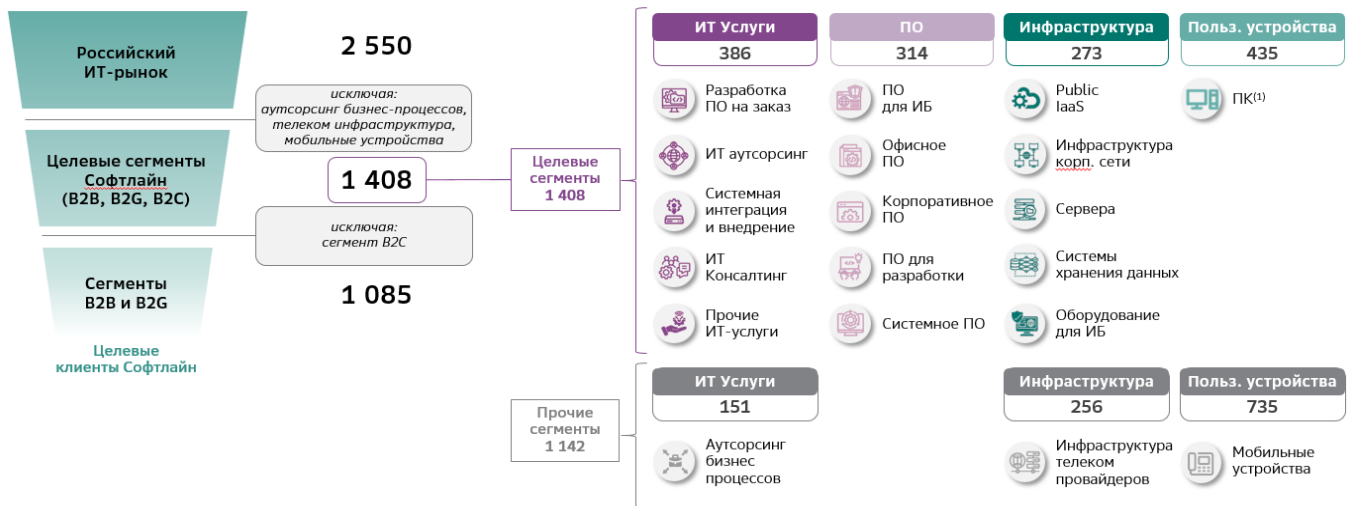 Российский
ИТ-рынок
2 550
исключая:
аутсорсинг бизнес-процессов,
телеком инфраструктура,
мобильные устройства
Целевые сегменты
Софтлайн
(B2B, B2G, B2C)
1 408
исключая:
сегмент B2C
Сегменты
B2B и B2G
1 085
Целевые
клиенты Софтлайн
Целевые
сегменты
1 408
ИТ Услуги
386
Разработка
ПО на заказ
ИТ аутсорсинг
Системная
интеграция
и внедрение
ИТ
Консалтинг
Прочие
ИТ-услуги
ПО
314
ПО
для ИБ
Офисное
ПО
Корпоративное
ПО
ПО для
разработки
Системное ПО
Инфраструктура
273
Public
IaaS
Инфраструктура
корп. сети
Сервера
Системы
хранения данных
Оборудование
для ИБ
Польз. устройства
435
ПК(1)
Прочие
сегменты
1 142
ИТ Услуги
151
Аутсорсинг
бизнес
процессов
Инфраструктура
256
Инфраструктура
телеком
провайдеров
Польз. устройства
735
Мобильные
устройства